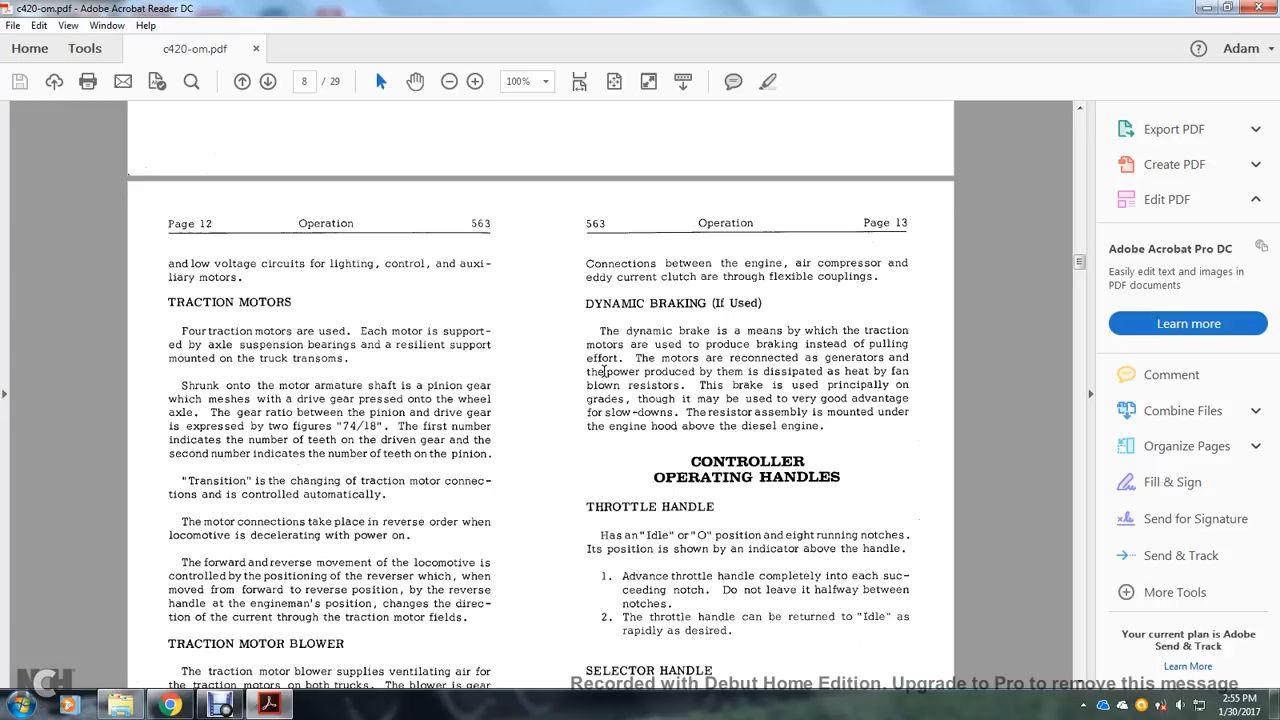 c420-om.pdf - Adobe Acrobat Reader DC
File Edit View Window Help
Home Tools c420-om.pdf × Adam
8 / 29 100%
Page 12 Operation 563
and low voltage circuits for lighting, control, and auxi-
liary motors.
TRACTION MOTORS
Four traction motors are used. Each motor is support-
ed by axle suspension bearings and a resilient support
mounted on the truck transoms.
Shrunk onto the motor armature shaft is a pinion gear
which meshes with a drive gear pressed onto the wheel
axle. The gear ratio between the pinion and drive gear
is expressed by two figures "74/18". The first number
indicates the number of teeth on the driven gear and the
second number indicates the number of teeth on the pinion.
"Transition" is the changing of traction motor connec-
tions and is controlled automatically.
The motor connections take place in reverse order when
locomotive is decelerating with power on.
The forward and reverse movement of the locomotive is
controlled by the positioning of the reverser which, when
moved from forward to reverse position, by the reverse
handle at the engineman's position, changes the direc-
tion of the current through the traction motor fields.
TRACTION MOTOR BLOWER
The traction motor blower supplies ventilating air for
the traction motors on both trucks. The blower is gear
563 Operation Page 13
Connections between the engine, air compressor and
eddy current clutch are through flexible couplings.
DYNAMIC BRAKING (If Used)
The dynamic brake is a means by which the traction
motors are used to produce braking instead of pulling
effort. The motors are reconnected as generators and
the power produced by them is dissipated as heat by fan
blown resistors. This brake is used principally on
grades, though it may be used to very good advantage
for slow-downs. The resistor assembly is mounted under
the engine hood above the diesel engine.
CONTROLLER
OPERATING HANDLES
THROTTLE HANDLE
Has an "Idle" or "O" position and eight running notches.
Its position is shown by an indicator above the handle.
1. Advance throttle handle completely into each suc-
ceeding notch. Do not leave it halfway between
notches.
2. The throttle handle can be returned to "Idle" as
rapidly as desired.
SELECTOR HANDLE
Export PDF
Create PDF
Edit PDF
Adobe Acrobat Pro DC
Easily edit text and images in
PDF documents
Learn more
Comment
Combine Files
Organize Pages
Fill & Sign
Send for Signature
Send & Track
More Tools
Your current plan is Adobe
Send & Track
Learn More
NCH
Recorded with Debut Home Edition. Upgrade to Pro to remove this message
2:55 PM
1/30/2017